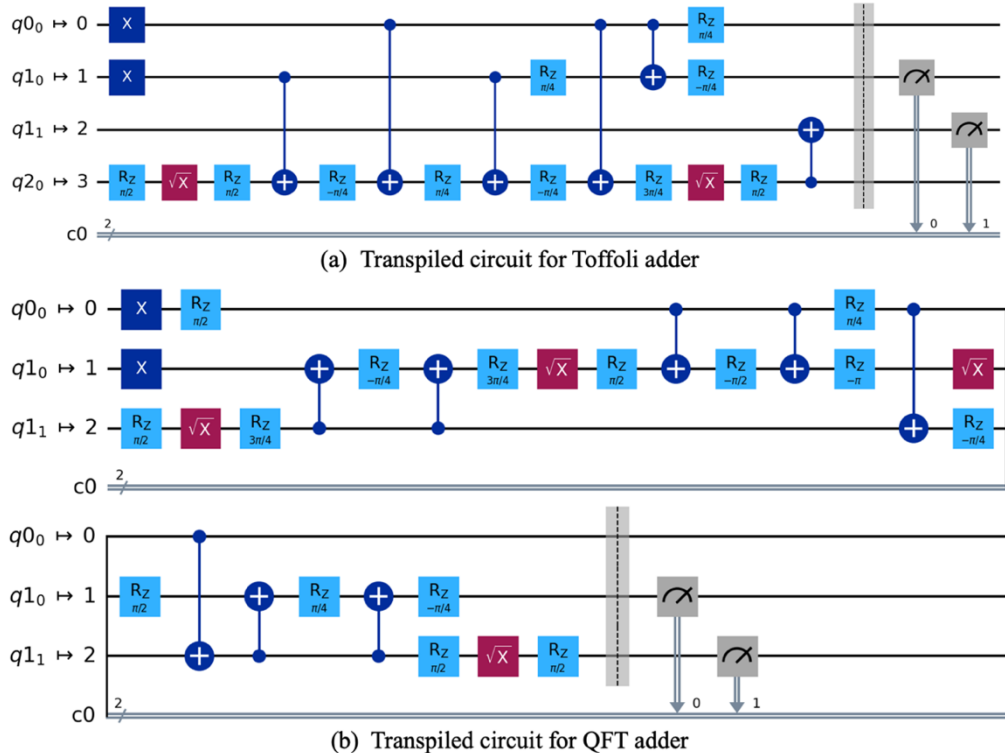 q0₀ ↦ 0 X R_Z π/4
q1₀ ↦ 1 X R_Z π/4 R_Z -π/4
q1₁ ↦ 2
q2₀ ↦ 3 R_Z π/2 √X R_Z π/2 R_Z -π/4 R_Z π/4 R_Z -π/4 R_Z 3π/4 √X R_Z π/2
c0 2 0 1
(a) Transpiled circuit for Toffoli adder
q0₀ ↦ 0 X R_Z π/2 R_Z π/4
q1₀ ↦ 1 X R_Z -π/4 R_Z 3π/4 √X R_Z π/2 R_Z -π/2 R_Z -π √X
q1₁ ↦ 2 R_Z π/2 √X R_Z 3π/4 R_Z -π/4
c0 2
q0₀ ↦ 0
q1₀ ↦ 1 R_Z π/2 R_Z π/4 R_Z -π/4
q1₁ ↦ 2 R_Z π/2 √X R_Z π/2
c0 2 0 1
(b) Transpiled circuit for QFT adder